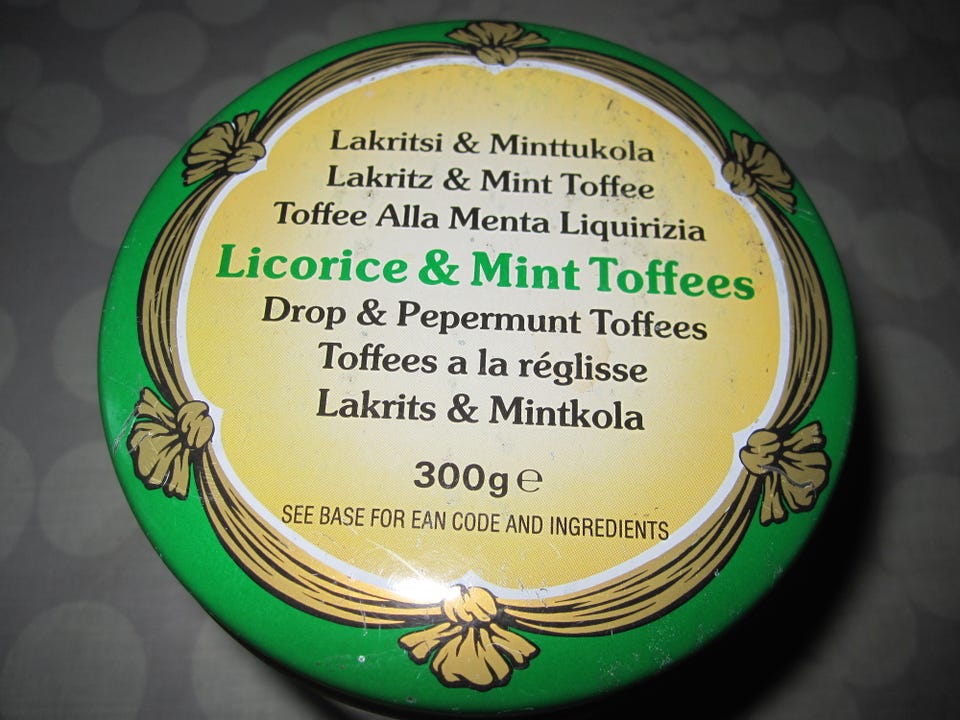 Lakritsi & Minttukola
Lakritz & Mint Toffee
Toffee Alla Menta Liquirizia
Licorice & Mint Toffees
Drop & Pepermunt Toffees
Toffees a la réglisse
Lakrits & Mintkola
300g ℮
SEE BASE FOR EAN CODE AND INGREDIENTS